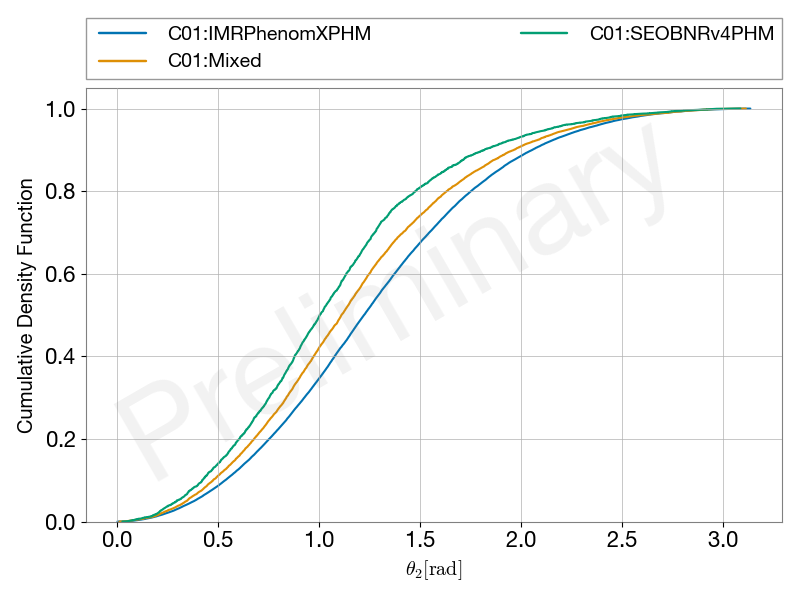 C01:IMRPhenomXPHM
C01:Mixed
C01:SEOBNRv4PHM
Preliminary
Cumulative Density Function
1.0
0.8
0.6
0.4
0.2
0.0
0.0 0.5 1.0 1.5 2.0 2.5 3.0
θ₂[rad]